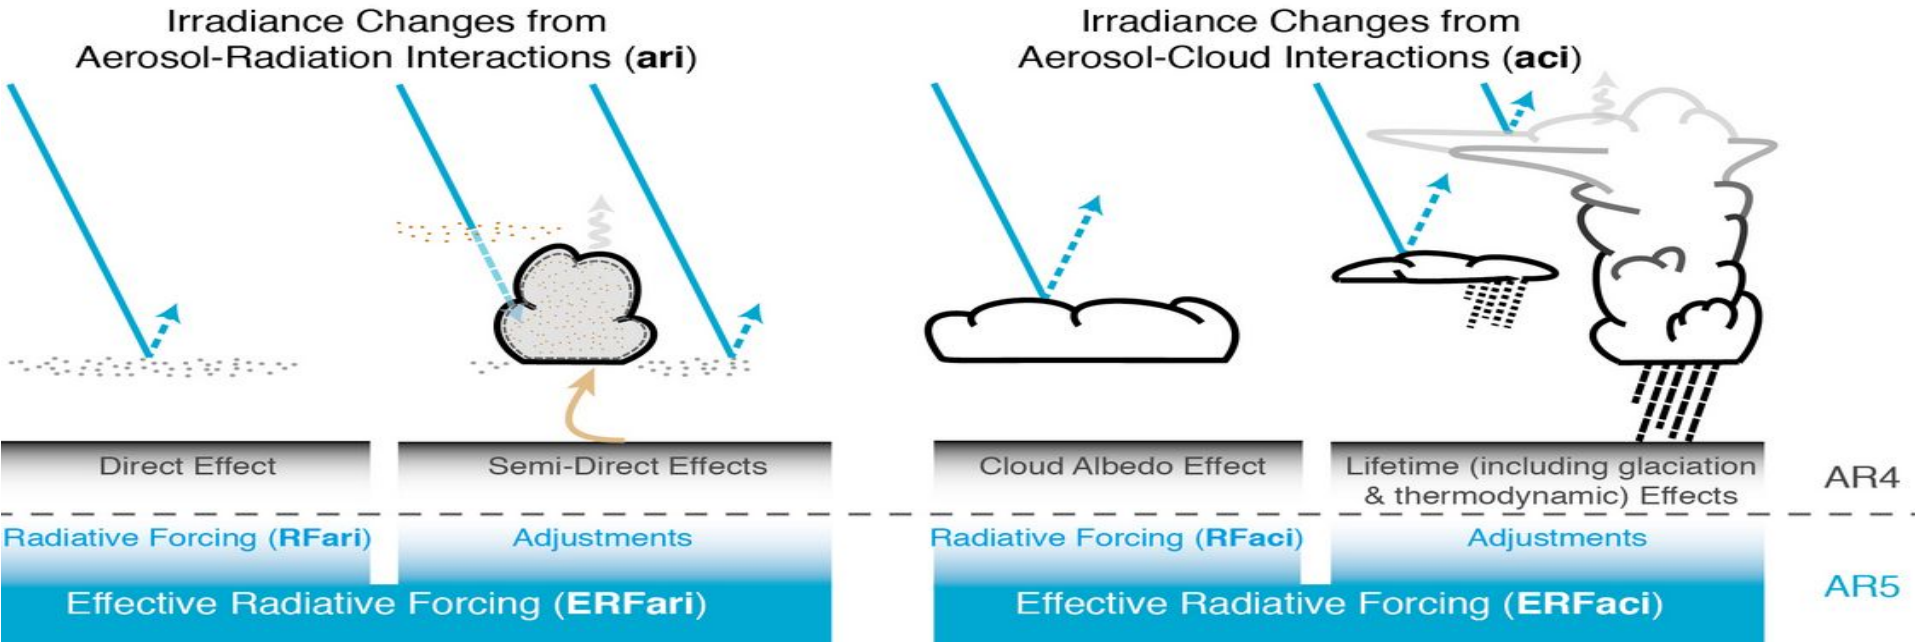 Irradiance Changes from
Aerosol-Radiation Interactions (ari)
Irradiance Changes from
Aerosol-Cloud Interactions (aci)
Direct Effect
Semi-Direct Effects
Cloud Albedo Effect
Lifetime (including glaciation
& thermodynamic) Effects
AR4
Radiative Forcing (RFari)
Adjustments
Radiative Forcing (RFaci)
Adjustments
AR5
Effective Radiative Forcing (ERFari)
Effective Radiative Forcing (ERFaci)